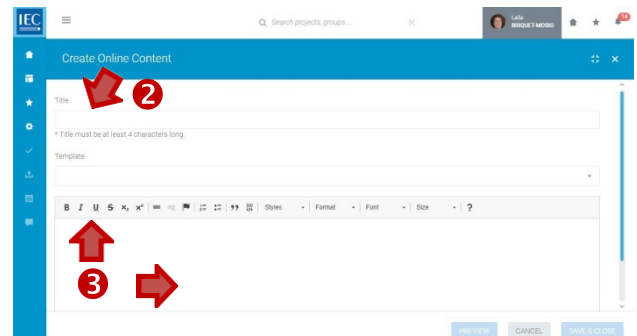 IEC
Search projects, groups...
Leila
BRIQUET-MOSIG
14
Create Online Content
2
Title
* Title must be at least 4 characters long.
Template
B I U S x₂ x² Styles Format Font Size ?
3
PREVIEW CANCEL SAVE & CLOSE